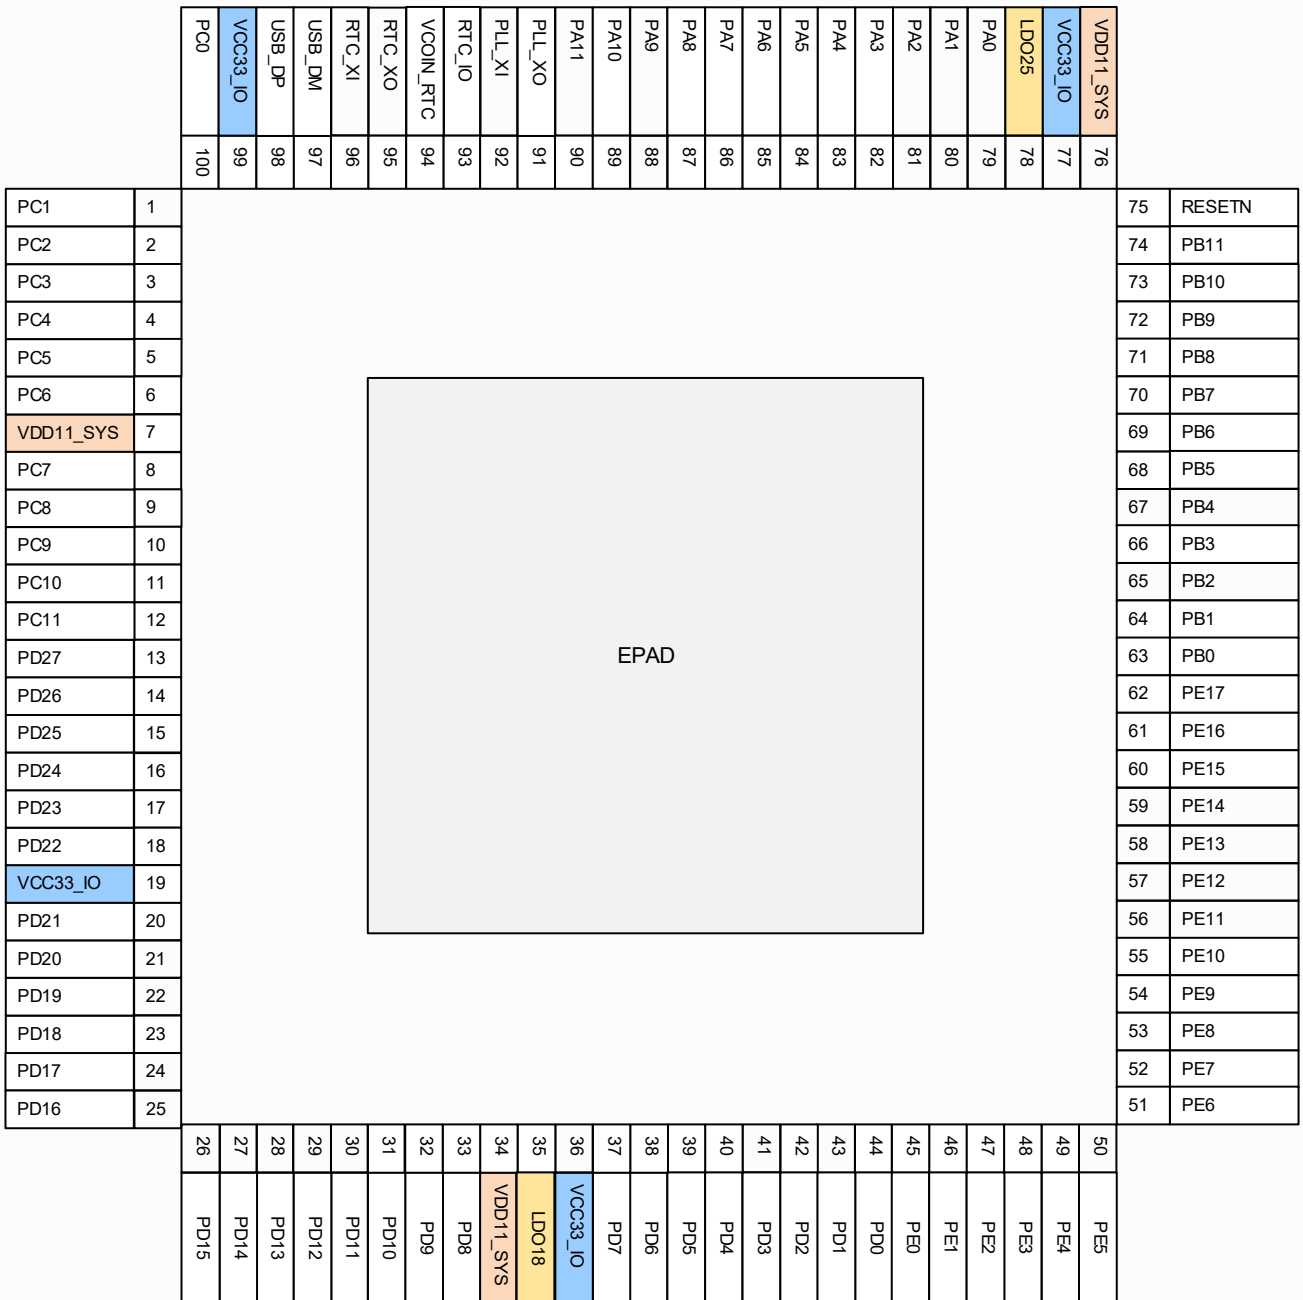 PC0 VCC33_IO USB_DP USB_DM RTC_XI RTC_XO VCOIN_RTC RTC_IO PLL_XI PLL_XO PA11 PA10 PA9 PA8 PA7 PA6 PA5 PA4 PA3 PA2 PA1 PA0 LDO25 VCC33_IO VDD11_SYS
100 99 98 97 96 95 94 93 92 91 90 89 88 87 86 85 84 83 82 81 80 79 78 77 76
PC1 1
PC2 2
PC3 3
PC4 4
PC5 5
PC6 6
VDD11_SYS 7
PC7 8
PC8 9
PC9 10
PC10 11
PC11 12
PD27 13
PD26 14
PD25 15
PD24 16
PD23 17
PD22 18
VCC33_IO 19
PD21 20
PD20 21
PD19 22
PD18 23
PD17 24
PD16 25
EPAD
75 RESETN
74 PB11
73 PB10
72 PB9
71 PB8
70 PB7
69 PB6
68 PB5
67 PB4
66 PB3
65 PB2
64 PB1
63 PB0
62 PE17
61 PE16
60 PE15
59 PE14
58 PE13
57 PE12
56 PE11
55 PE10
54 PE9
53 PE8
52 PE7
51 PE6
26 27 28 29 30 31 32 33 34 35 36 37 38 39 40 41 42 43 44 45 46 47 48 49 50
PD15 PD14 PD13 PD12 PD11 PD10 PD9 PD8 VDD11_SYS LDO18 VCC33_IO PD7 PD6 PD5 PD4 PD3 PD2 PD1 PD0 PE0 PE1 PE2 PE3 PE4 PE5